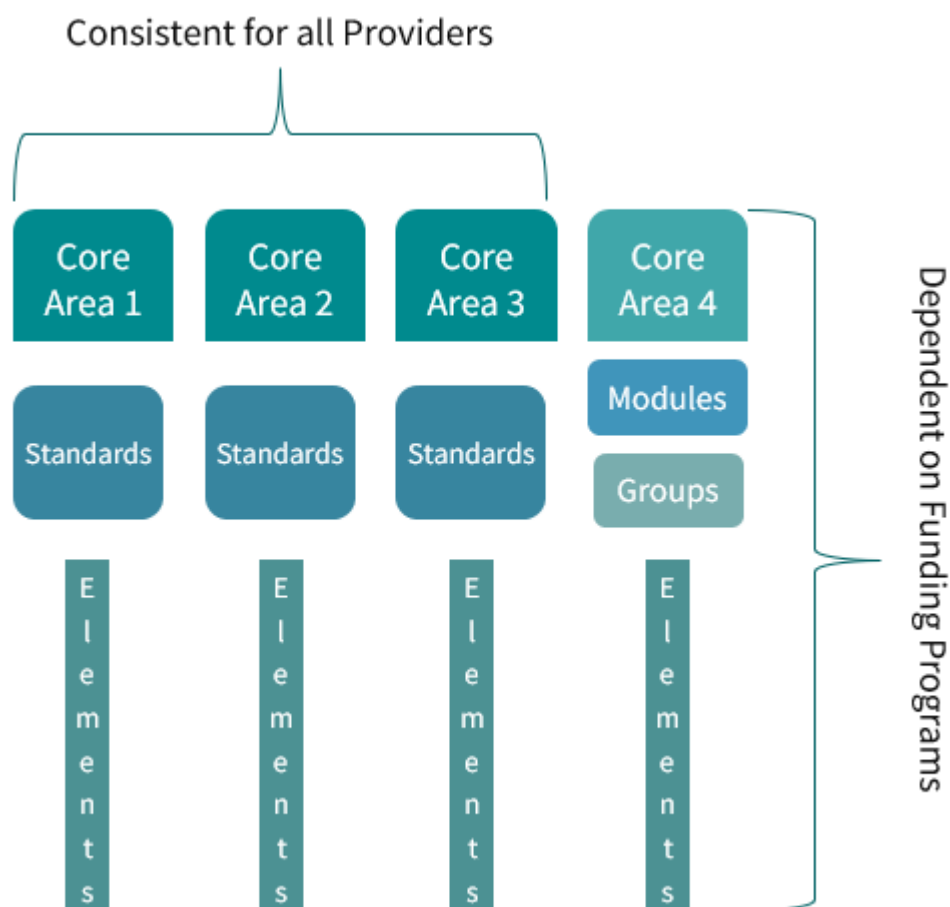 Consistent for all Providers
Core
Area 1
Core
Area 2
Core
Area 3
Core
Area 4
Standards
Standards
Standards
Modules
Groups
Elements
Elements
Elements
Elements
Dependent on Funding Programs